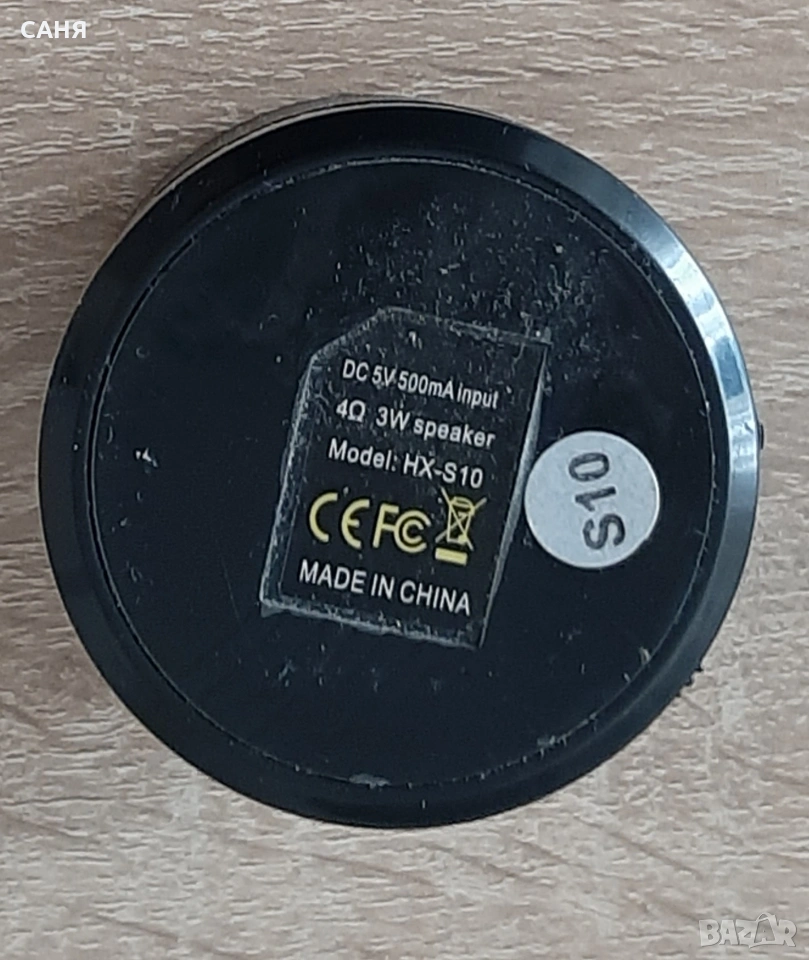 САНЯ
DC 5V 500mA input
4Ω 3W speaker
Model: HX-S10
CE FC
MADE IN CHINA
S10
BAZAR